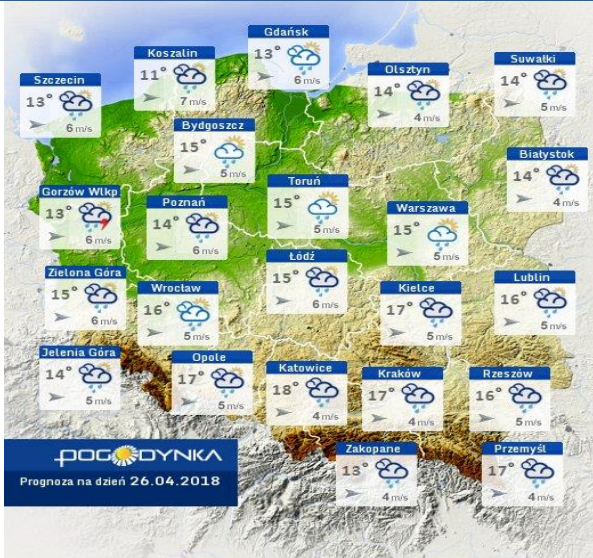 Gdańsk
13°
6 m/s
Koszalin
11°
7 m/s
Suwałki
14°
5 m/s
Olsztyn
14°
4 m/s
Szczecin
13°
6 m/s
Bydgoszcz
15°
5 m/s
Białystok
14°
4 m/s
Toruń
15°
5 m/s
Gorzów Wlkp
13°
6 m/s
Poznań
14°
6 m/s
Warszawa
15°
5 m/s
Łódź
15°
6 m/s
Zielona Góra
15°
6 m/s
Wrocław
16°
5 m/s
Kielce
17°
5 m/s
Lublin
16°
5 m/s
Jelenia Góra
14°
5 m/s
Opole
17°
5 m/s
Katowice
18°
4 m/s
Kraków
17°
4 m/s
Rzeszów
16°
5 m/s
Zakopane
13°
4 m/s
Przemyśl
17°
4 m/s
POGODYNKA
Prognoza na dzień 26.04.2018